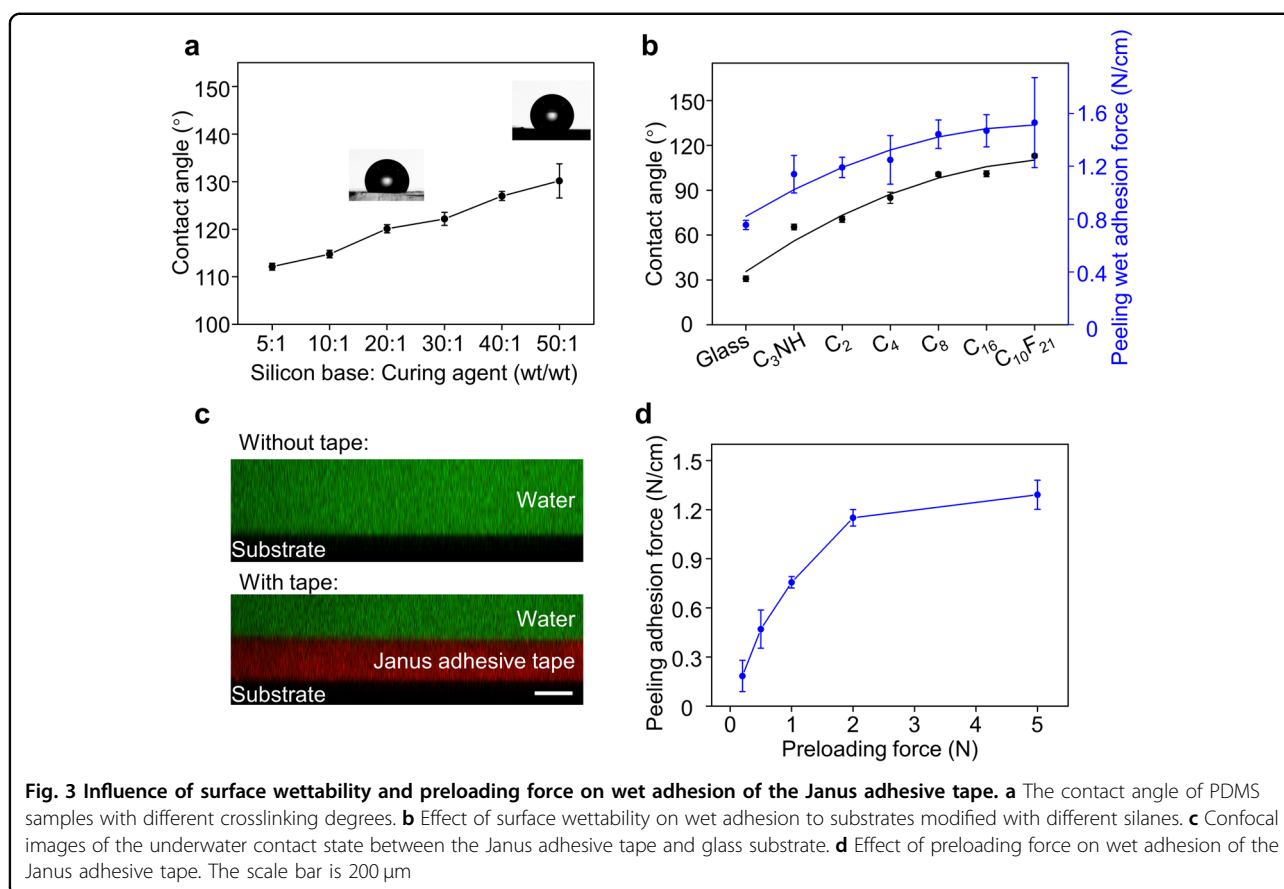 a
Contact angle (°)
150
140
130
120
110
100
5:1 10:1 20:1 30:1 40:1 50:1
Silicon base: Curing agent (wt/wt)
b
Contact angle (°)
150
120
90
60
30
0
Glass C₃NH C₂ C₄ C₈ C₁₆ C₁₀F₂₁
1.6
1.2
0.8
0.4
0
Peeling wet adhesion force (N/cm)
c
Without tape:
Water
Substrate
With tape:
Water
Janus adhesive tape
Substrate
d
Peeling adhesion force (N/cm)
1.5
1.2
0.9
0.6
0.3
0
0 1 2 3 4 5
Preloading force (N)
Fig. 3 Influence of surface wettability and preloading force on wet adhesion of the Janus adhesive tape. a The contact angle of PDMS
samples with different crosslinking degrees. b Effect of surface wettability on wet adhesion to substrates modified with different silanes. c Confocal
images of the underwater contact state between the Janus adhesive tape and glass substrate. d Effect of preloading force on wet adhesion of the
Janus adhesive tape. The scale bar is 200 μm